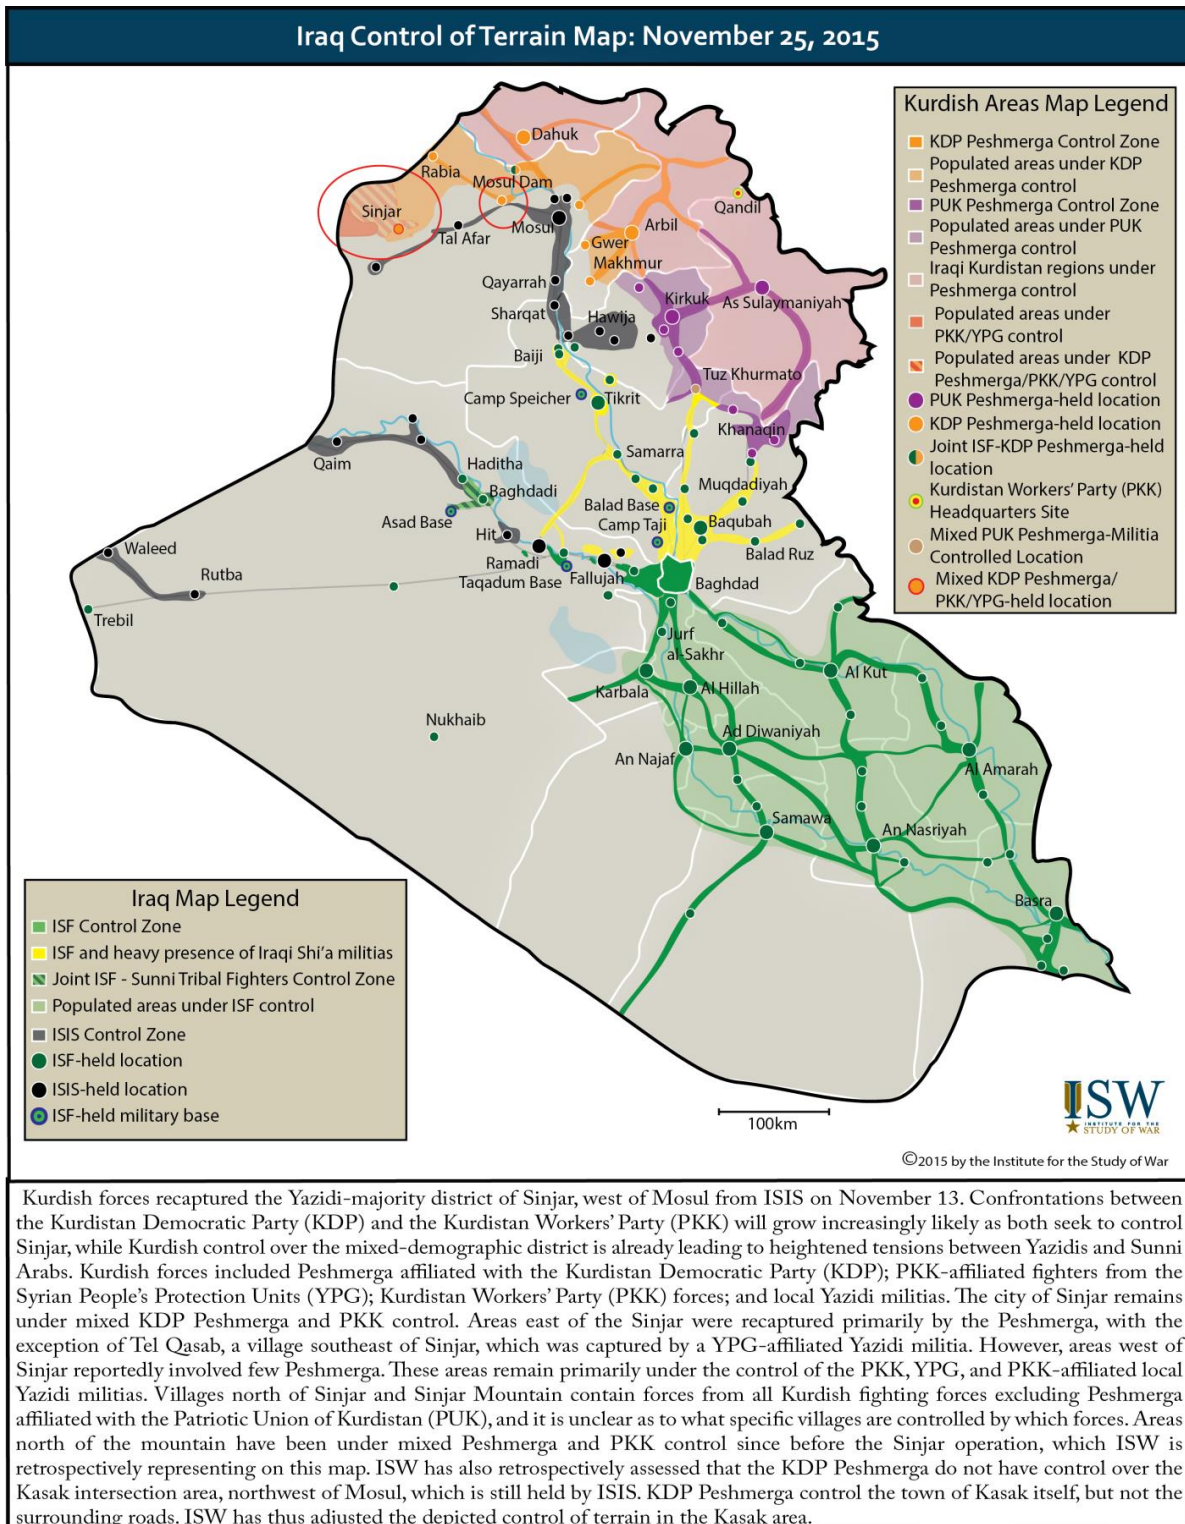 Iraq Control of Terrain Map: November 25, 2015
Kurdish Areas Map Legend
KDP Peshmerga Control Zone
Populated areas under KDP
Peshmerga control
PUK Peshmerga Control Zone
Populated areas under PUK
Peshmerga control
Iraqi Kurdistan regions under
Peshmerga control
Populated areas under
PKK/YPG control
Populated areas under KDP
Peshmerga/PKK/YPG control
PUK Peshmerga-held location
KDP Peshmerga-held location
Joint ISF-KDP Peshmerga-held
location
Kurdistan Workers' Party (PKK)
Headquarters Site
Mixed PUK Peshmerga-Militia
Controlled Location
Mixed KDP Peshmerga/
PKK/YPG-held location
Dahuk
Rabia
Mosul Dam
Sinjar
Qandil
Mosul
Arbil
Tal Afar
Gwer
Makhmur
Qayarrah
Kirkuk
As Sulaymaniyah
Sharqat
Hawija
Baiji
Tuz Khurmato
Camp Speicher
Tikrit
Khanaqin
Samarra
Qaim
Haditha
Muqdadiyah
Baghdadi
Balad Base
Asad Base
Camp Taji
Baqubah
Hit
Waleed
Balad Ruz
Ramadi
Rutba
Taqadum Base
Fallujah
Baghdad
Trebil
Jurf
al-Sakhr
Al Kut
Karbala
Al Hillah
Nukhaib
Ad Diwaniyah
An Najaf
Al Amarah
Samawa
An Nasriyah
Basra
Iraq Map Legend
ISF Control Zone
ISF and heavy presence of Iraqi Shi'a militias
Joint ISF - Sunni Tribal Fighters Control Zone
Populated areas under ISF control
ISIS Control Zone
ISF-held location
ISIS-held location
ISF-held military base
100km
ISW
INSTITUTE FOR THE
STUDY OF WAR
©2015 by the Institute for the Study of War
Kurdish forces recaptured the Yazidi-majority district of Sinjar, west of Mosul from ISIS on November 13. Confrontations between
the Kurdistan Democratic Party (KDP) and the Kurdistan Workers' Party (PKK) will grow increasingly likely as both seek to control
Sinjar, while Kurdish control over the mixed-demographic district is already leading to heightened tensions between Yazidis and Sunni
Arabs. Kurdish forces included Peshmerga affiliated with the Kurdistan Democratic Party (KDP); PKK-affiliated fighters from the
Syrian People's Protection Units (YPG); Kurdistan Workers' Party (PKK) forces; and local Yazidi militias. The city of Sinjar remains
under mixed KDP Peshmerga and PKK control. Areas east of the Sinjar were recaptured primarily by the Peshmerga, with the
exception of Tel Qasab, a village southeast of Sinjar, which was captured by a YPG-affiliated Yazidi militia. However, areas west of
Sinjar reportedly involved few Peshmerga. These areas remain primarily under the control of the PKK, YPG, and PKK-affiliated local
Yazidi militias. Villages north of Sinjar and Sinjar Mountain contain forces from all Kurdish fighting forces excluding Peshmerga
affiliated with the Patriotic Union of Kurdistan (PUK), and it is unclear as to what specific villages are controlled by which forces. Areas
north of the mountain have been under mixed Peshmerga and PKK control since before the Sinjar operation, which ISW is
retrospectively representing on this map. ISW has also retrospectively assessed that the KDP Peshmerga do not have control over the
Kasak intersection area, northwest of Mosul, which is still held by ISIS. KDP Peshmerga control the town of Kasak itself, but not the
surrounding roads. ISW has thus adjusted the depicted control of terrain in the Kasak area.